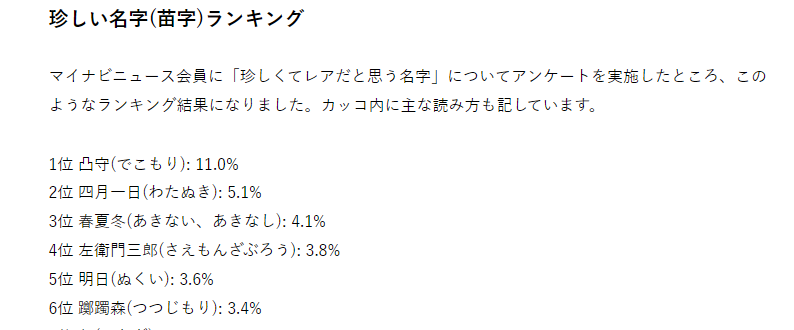 珍しい名字(苗字)ランキング
マイナビニュース会員に「珍しくてレアだと思う名字」についてアンケートを実施したところ、この
ようなランキング結果になりました。カッコ内に主な読み方も記しています。
1位 凸守(でこもり): 11.0%
2位 四月一日(わたぬき): 5.1%
3位 春夏冬(あきない、あきなし): 4.1%
4位 左衛門三郎(さえもんざぶろう): 3.8%
5位 明日(ぬくい): 3.6%
6位 躑躅森(つつじもり): 3.4%